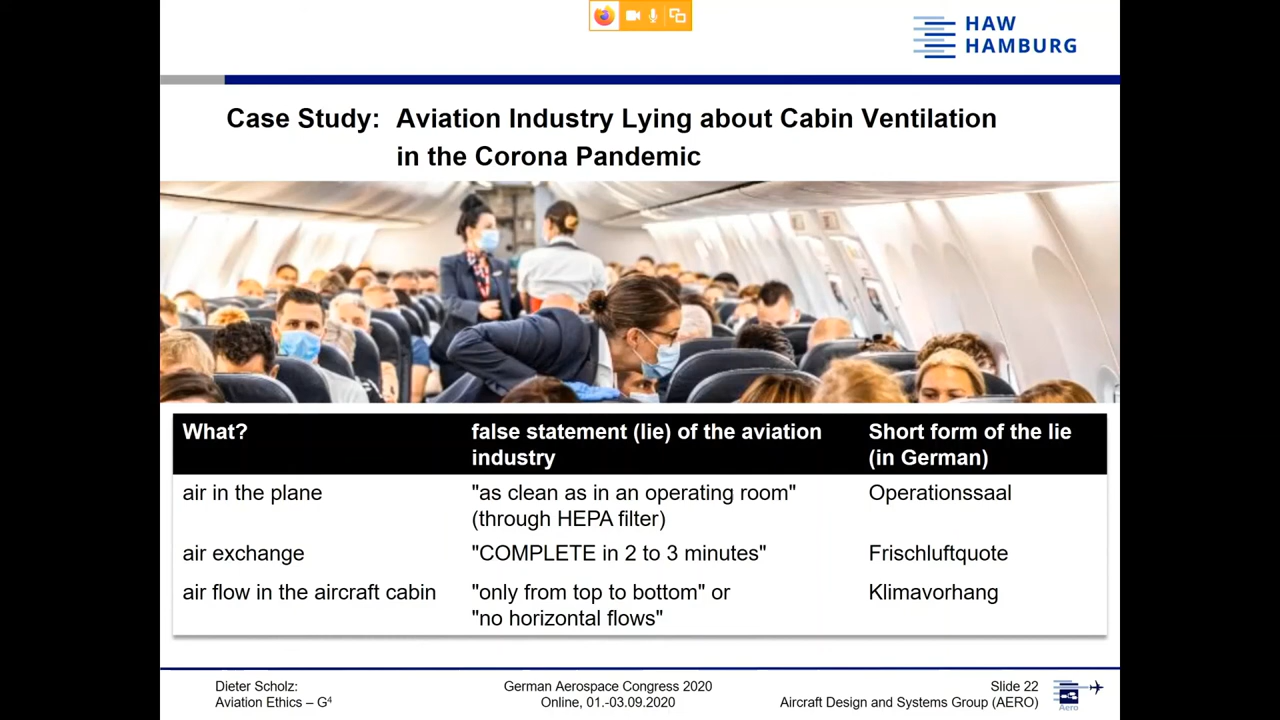 HAW
HAMBURG
Case Study: Aviation Industry Lying about Cabin Ventilation
in the Corona Pandemic
What?
false statement (lie) of the aviation
industry
Short form of the lie
(in German)
air in the plane
"as clean as in an operating room"
(through HEPA filter)
Operationssaal
air exchange
"COMPLETE in 2 to 3 minutes"
Frischluftquote
air flow in the aircraft cabin
"only from top to bottom" or
"no horizontal flows"
Klimavorhang
Dieter Scholz:
Aviation Ethics – G⁴
German Aerospace Congress 2020
Online, 01.-03.09.2020
Slide 22
Aircraft Design and Systems Group (AERO)
Aero